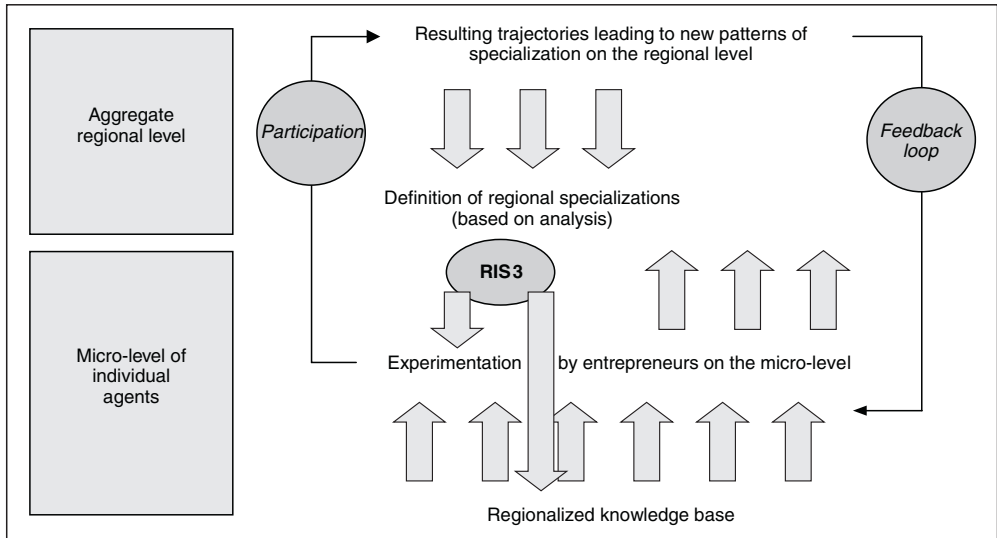 Aggregate
regional level
Participation
Resulting trajectories leading to new patterns of
specialization on the regional level
Feedback
loop
Definition of regional specializations
(based on analysis)
RIS3
Micro-level of
individual
agents
Experimentation by entrepreneurs on the micro-level
Regionalized knowledge base